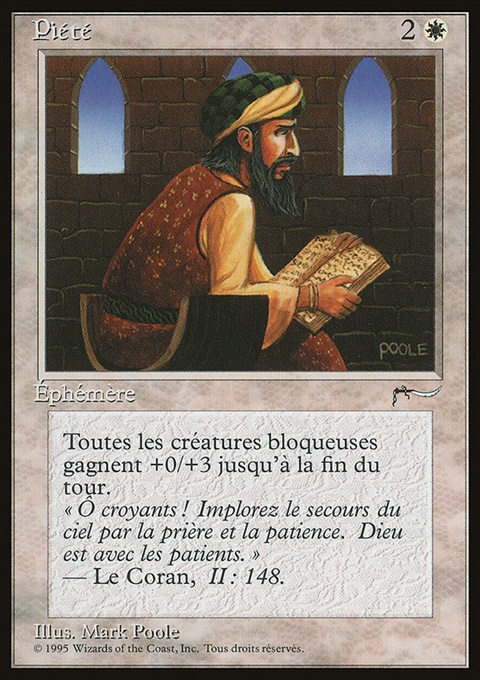 Piété 2
POOLE
Éphémère
Toutes les créatures bloqueuses
gagnent +0/+3 jusqu'à la fin du
tour.
« Ô croyants ! Implorez le secours du
ciel par la prière et la patience. Dieu
est avec les patients. »
— Le Coran, II : 148.
Illus. Mark Poole
© 1995 Wizards of the Coast, Inc. Tous droits réservés.